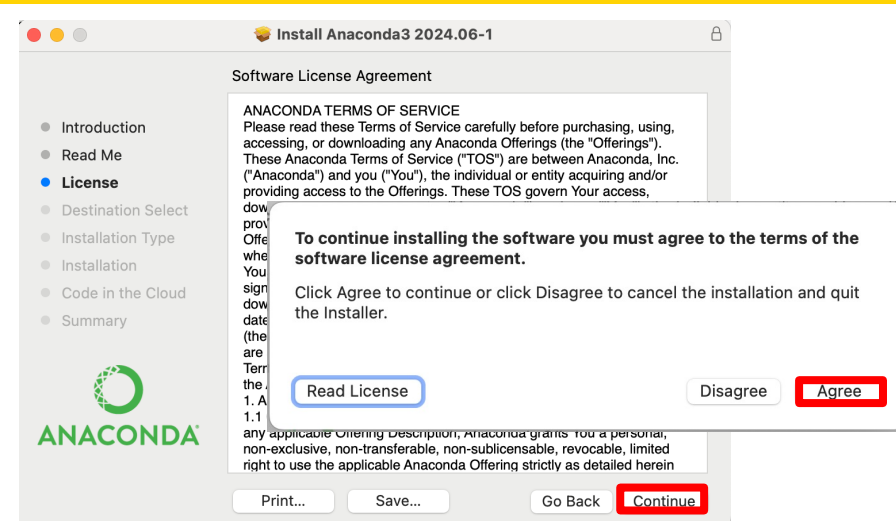 Install Anaconda3 2024.06-1
Software License Agreement
Introduction
Read Me
License
Destination Select
Installation Type
Installation
Code in the Cloud
Summary
ANACONDA
ANACONDA TERMS OF SERVICE
Please read these Terms of Service carefully before purchasing, using,
accessing, or downloading any Anaconda Offerings (the "Offerings").
These Anaconda Terms of Service ("TOS") are between Anaconda, Inc.
("Anaconda") and you ("You"), the individual or entity acquiring and/or
providing access to the Offerings. These TOS govern Your access,
To continue installing the software you must agree to the terms of the
software license agreement.
Click Agree to continue or click Disagree to cancel the installation and quit
the Installer.
Read License
Disagree
Agree
1.1
any applicable Offering Description, Anaconda grants You a personal,
non-exclusive, non-transferable, non-sublicensable, revocable, limited
right to use the applicable Anaconda Offering strictly as detailed herein
Print...
Save...
Go Back
Continue